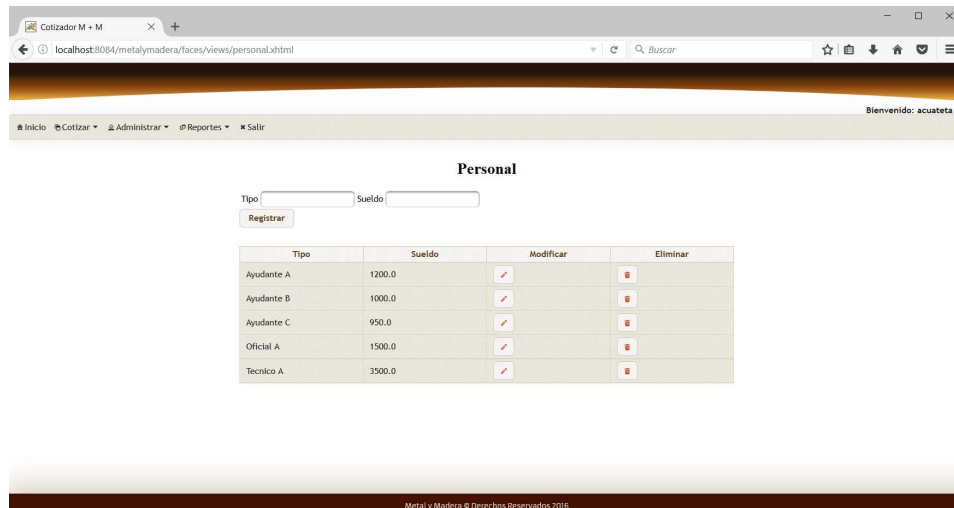 Cotizador M + M
localhost:8084/metalymadera/faces/views/personal.xhtml
Buscar
Bienvenido: acuateta
Inicio Cotizar Administrar Reportes Salir
Personal
Tipo Sueldo
Registrar
Tipo Sueldo Modificar Eliminar
Ayudante A 1200.0
Ayudante B 1000.0
Ayudante C 950.0
Oficial A 1500.0
Tecnico A 3500.0
Metal y Madera © Derechos Reservados 2016